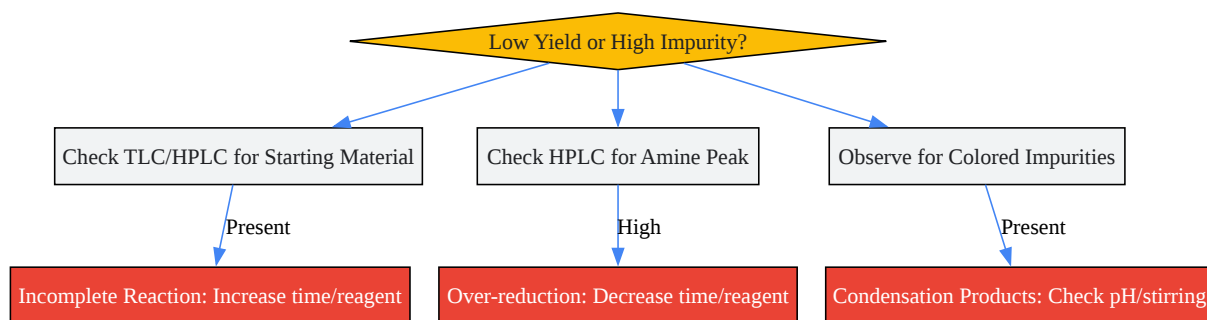 Low Yield or High Impurity?
Check TLC/HPLC for Starting Material
Check HPLC for Amine Peak
Observe for Colored Impurities
Present
High
Present
Incomplete Reaction: Increase time/reagent
Over-reduction: Decrease time/reagent
Condensation Products: Check pH/stirring